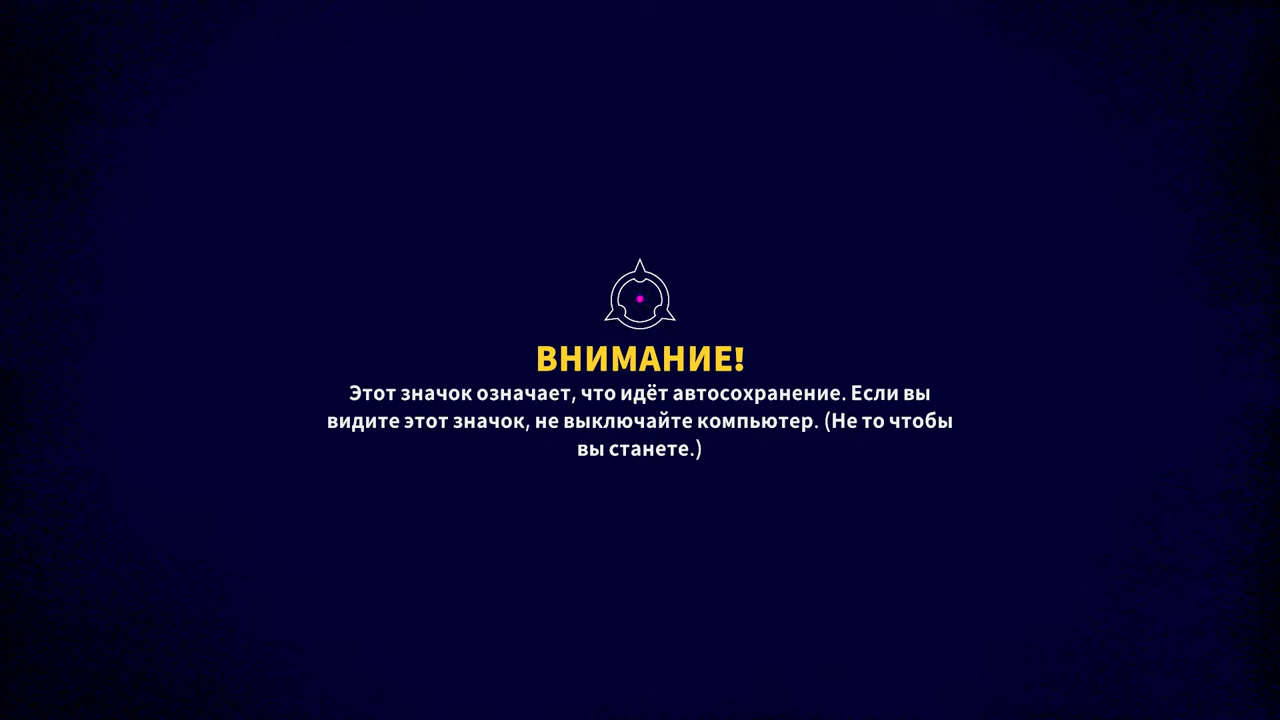 ВНИМАНИЕ!
Этот значок означает, что идёт автосохранение. Если вы
видите этот значок, не выключайте компьютер. (Не то чтобы
вы станете.)